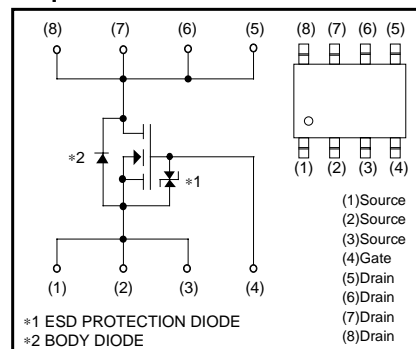 (8) (7) (6) (5)
(8) (7) (6) (5)
∗2
∗1
(1) (2) (3) (4)
(1) (2) (3) (4)
(1)Source
(2)Source
(3)Source
(4)Gate
(5)Drain
(6)Drain
(7)Drain
(8)Drain
∗1 ESD PROTECTION DIODE
∗2 BODY DIODE